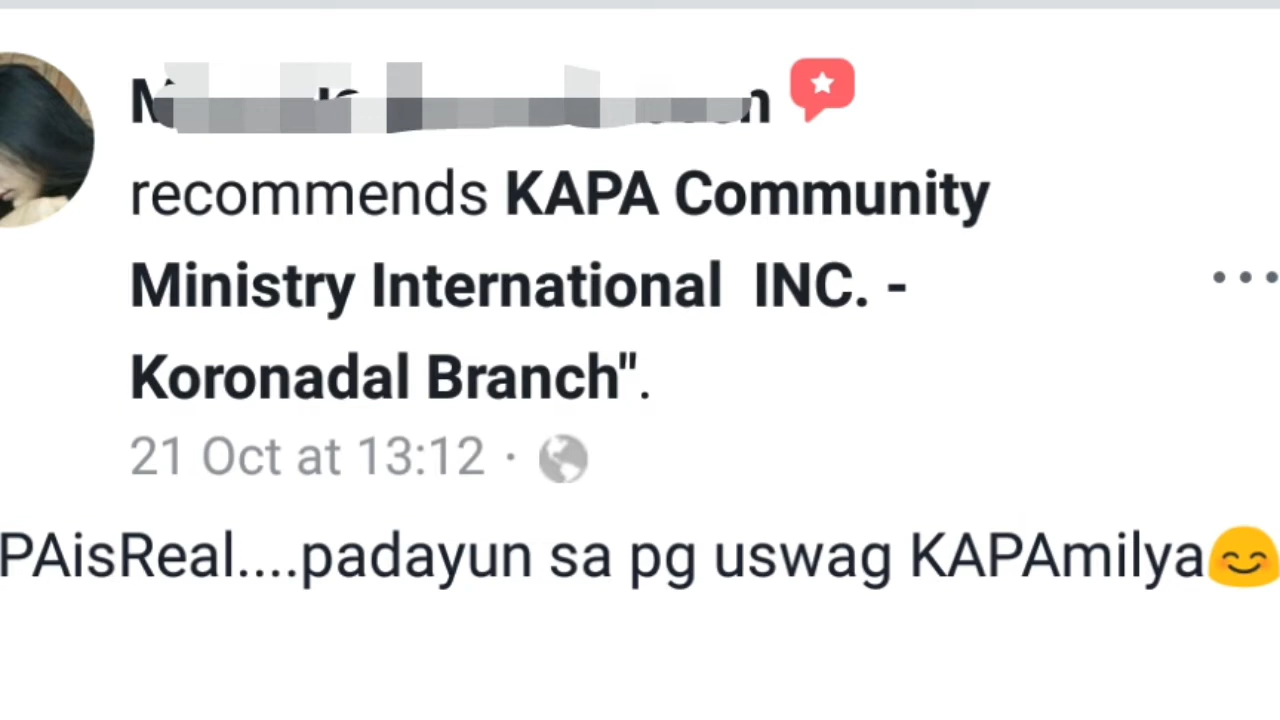 recommends KAPA Community
Ministry International INC. -
Koronadal Branch".
21 Oct at 13:12 ·
PAisReal....padayun sa pg uswag KAPAmilya😊